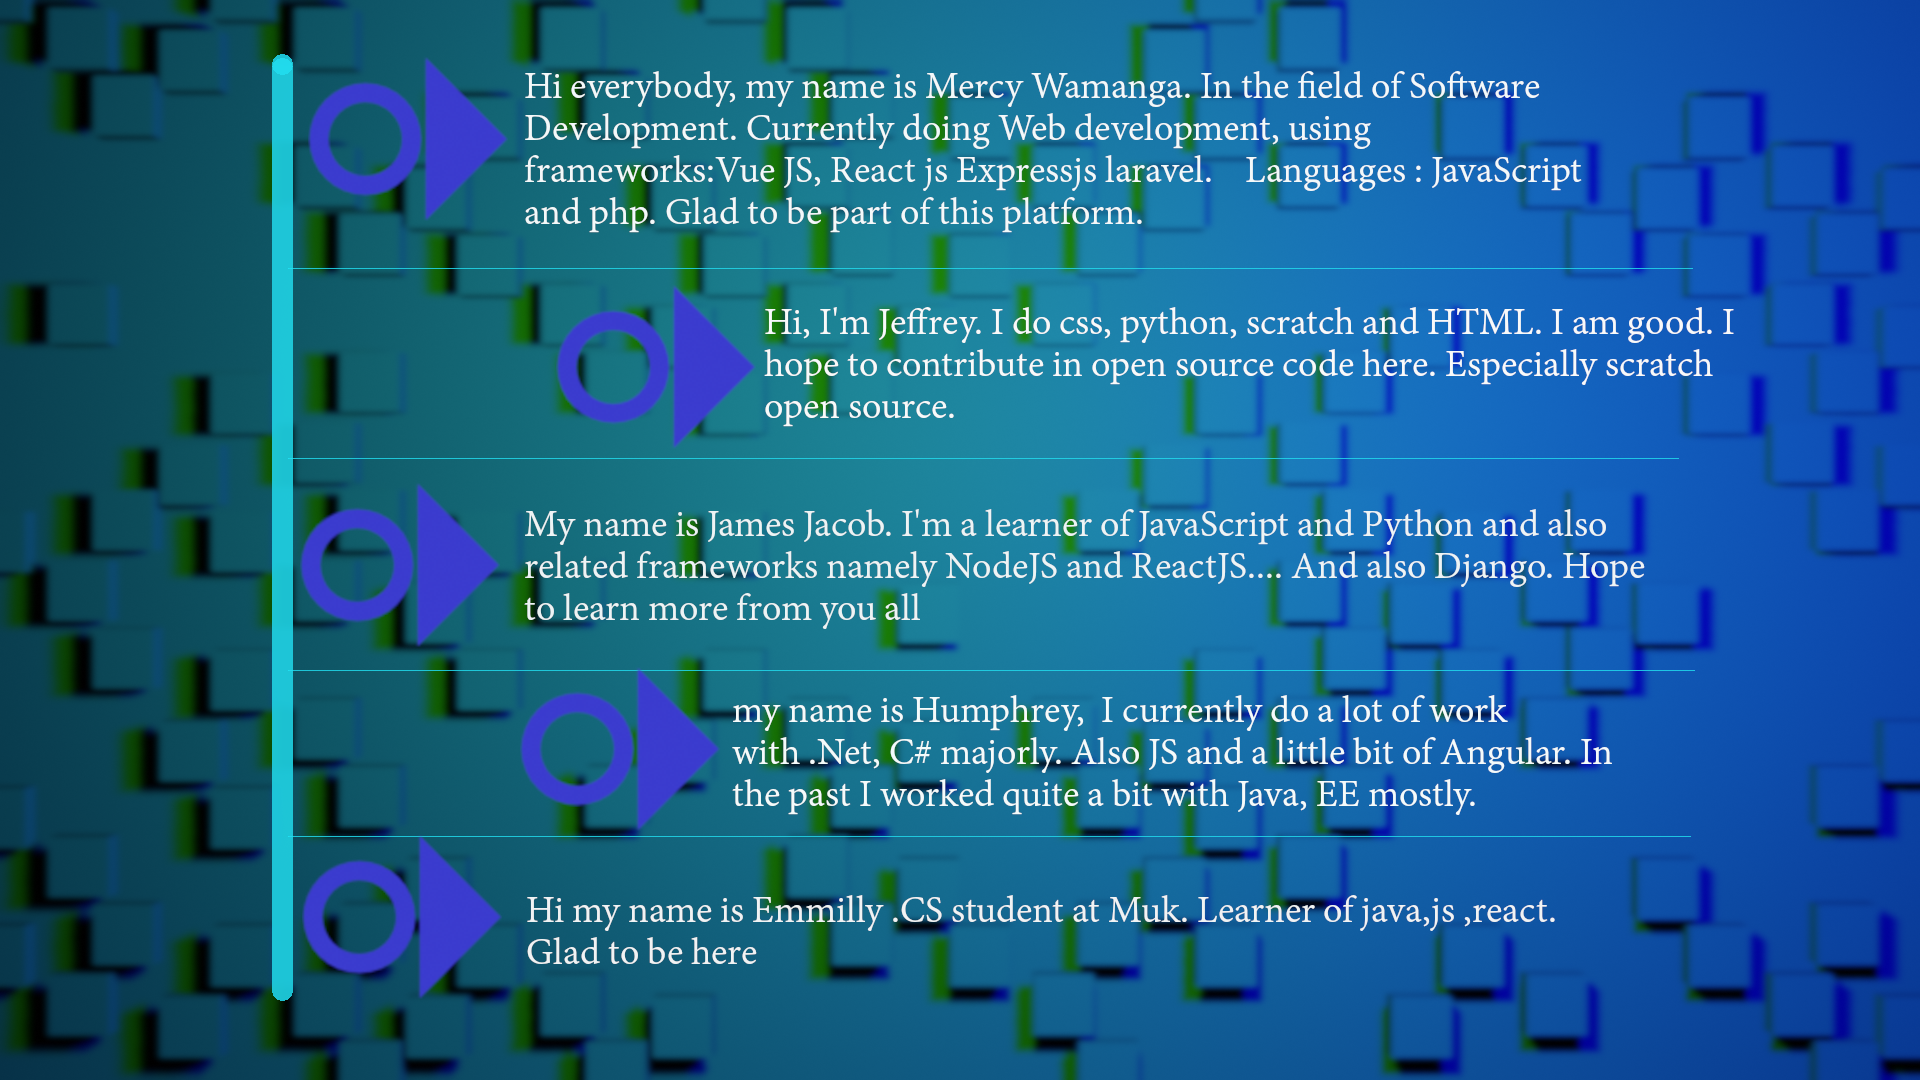 Hi everybody, my name is Mercy Wamanga. In the field of Software
Development. Currently doing Web development, using
frameworks:Vue JS, React js Expressjs laravel.    Languages : JavaScript
and php. Glad to be part of this platform.
Hi, I'm Jeffrey. I do css, python, scratch and HTML. I am good. I
hope to contribute in open source code here. Especially scratch
open source.
My name is James Jacob. I'm a learner of JavaScript and Python and also
related frameworks namely NodeJS and ReactJS.... And also Django. Hope
to learn more from you all
my name is Humphrey,  I currently do a lot of work
with .Net, C# majorly. Also JS and a little bit of Angular. In
the past I worked quite a bit with Java, EE mostly.
Hi my name is Emmilly .CS student at Muk. Learner of java,js ,react.
Glad to be here